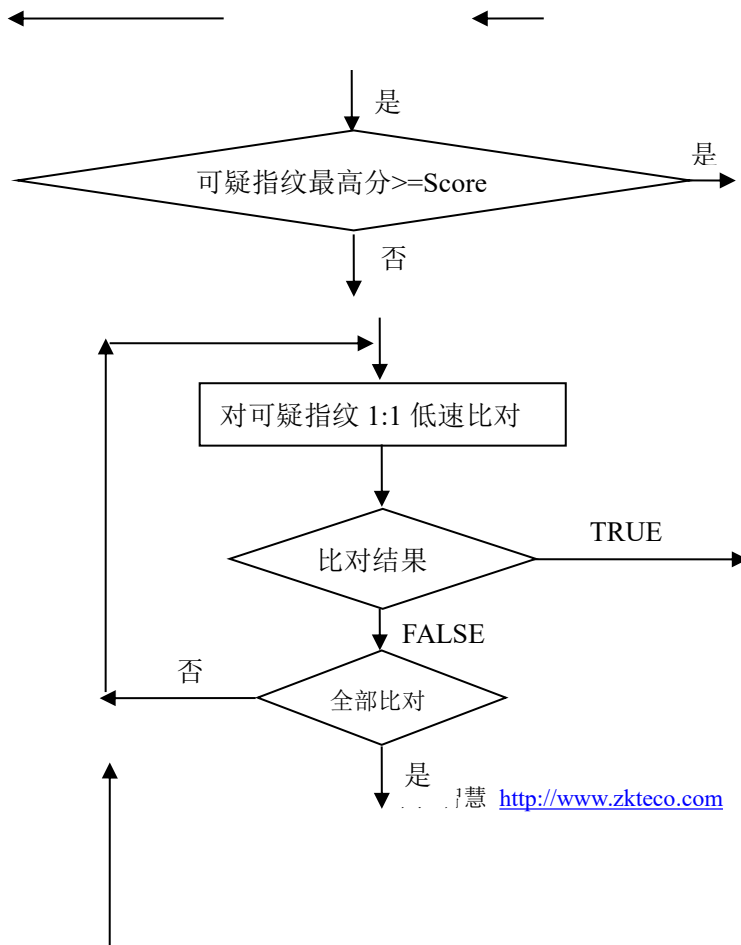 是
可疑指纹最高分>=Score
是
否
对可疑指纹 1:1 低速比对
TRUE
比对结果
FALSE
否
全部比对
是
慧 http://www.zkteco.com